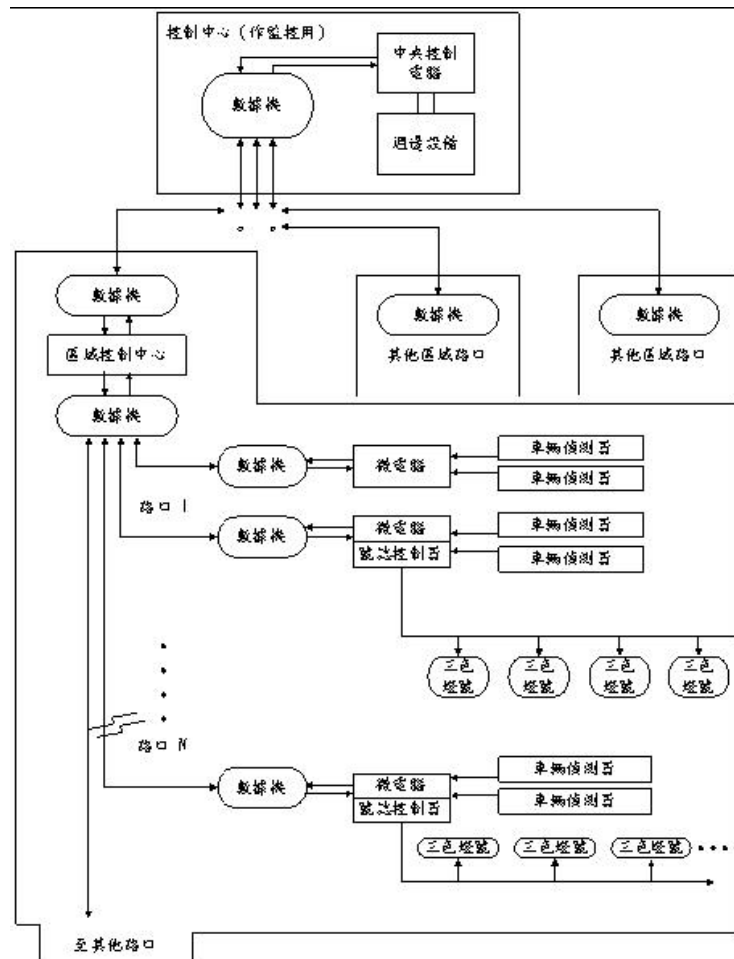 控制中心(作監控用)
中央控制
電腦
數據機
週邊設備
數據機
數據機
數據機
其他區域路口
其他區域路口
區域控制中心
數據機
數據機
微電腦
車輛偵測器
車輛偵測器
路口 1
數據機
微電腦
號誌控制器
車輛偵測器
車輛偵測器
三色
燈號
三色
燈號
三色
燈號
三色
燈號
路口 N
數據機
微電腦
號誌控制器
車輛偵測器
車輛偵測器
三色燈號
三色燈號
三色燈號
至其他路口